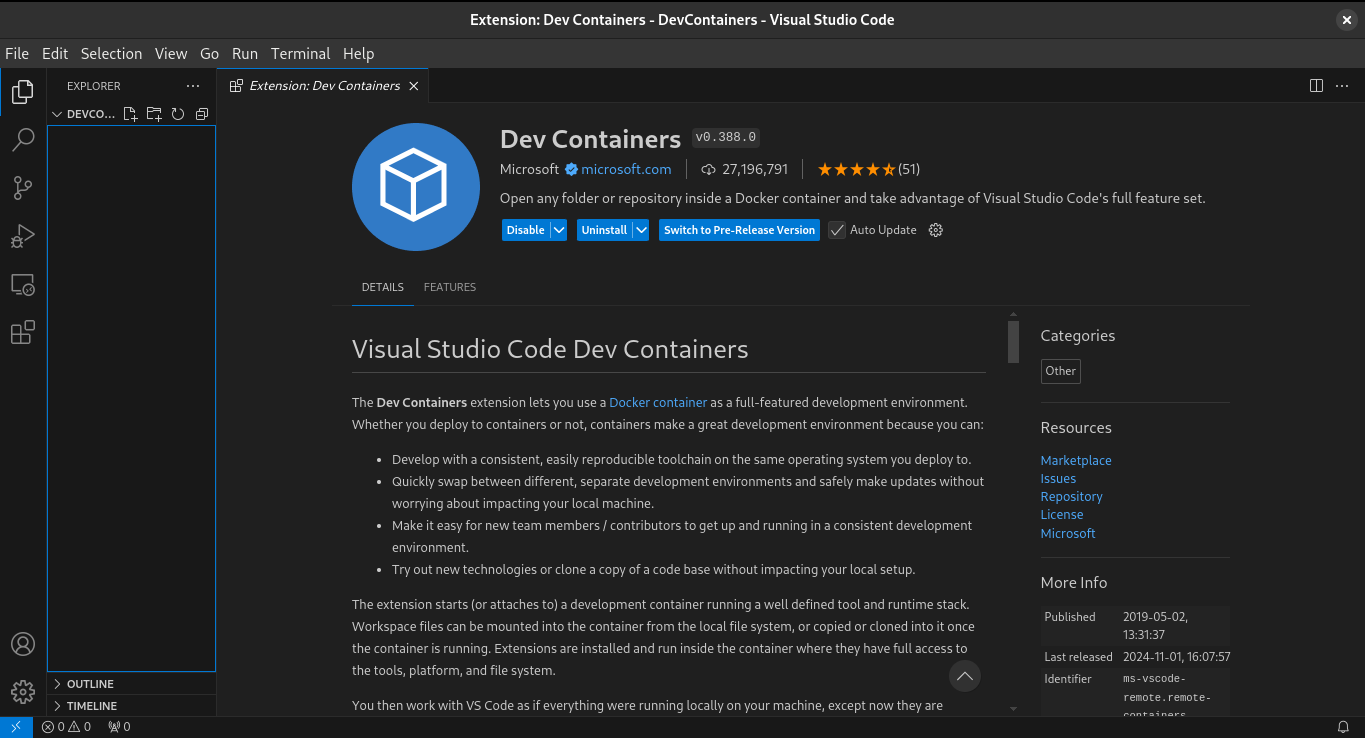 Extension: Dev Containers - DevContainers - Visual Studio Code
File Edit Selection View Go Run Terminal Help
EXPLORER
DEVCO...
OUTLINE
TIMELINE
Extension: Dev Containers
Dev Containers v0.388.0
Microsoft microsoft.com 27,196,791 (51)
Open any folder or repository inside a Docker container and take advantage of Visual Studio Code's full feature set.
Disable Uninstall Switch to Pre-Release Version Auto Update
DETAILS FEATURES
Visual Studio Code Dev Containers
The Dev Containers extension lets you use a Docker container as a full-featured development environment.
Whether you deploy to containers or not, containers make a great development environment because you can:
• Develop with a consistent, easily reproducible toolchain on the same operating system you deploy to.
• Quickly swap between different, separate development environments and safely make updates without
worrying about impacting your local machine.
• Make it easy for new team members / contributors to get up and running in a consistent development
environment.
• Try out new technologies or clone a copy of a code base without impacting your local setup.
The extension starts (or attaches to) a development container running a well defined tool and runtime stack.
Workspace files can be mounted into the container from the local file system, or copied or cloned into it once
the container is running. Extensions are installed and run inside the container where they have full access to
the tools, platform, and file system.
You then work with VS Code as if everything were running locally on your machine, except now they are
Categories
Other
Resources
Marketplace
Issues
Repository
License
Microsoft
More Info
Published 2019-05-02,
13:31:37
Last released 2024-11-01, 16:07:57
Identifier ms-vscode-
remote.remote-
containers
0 0 0